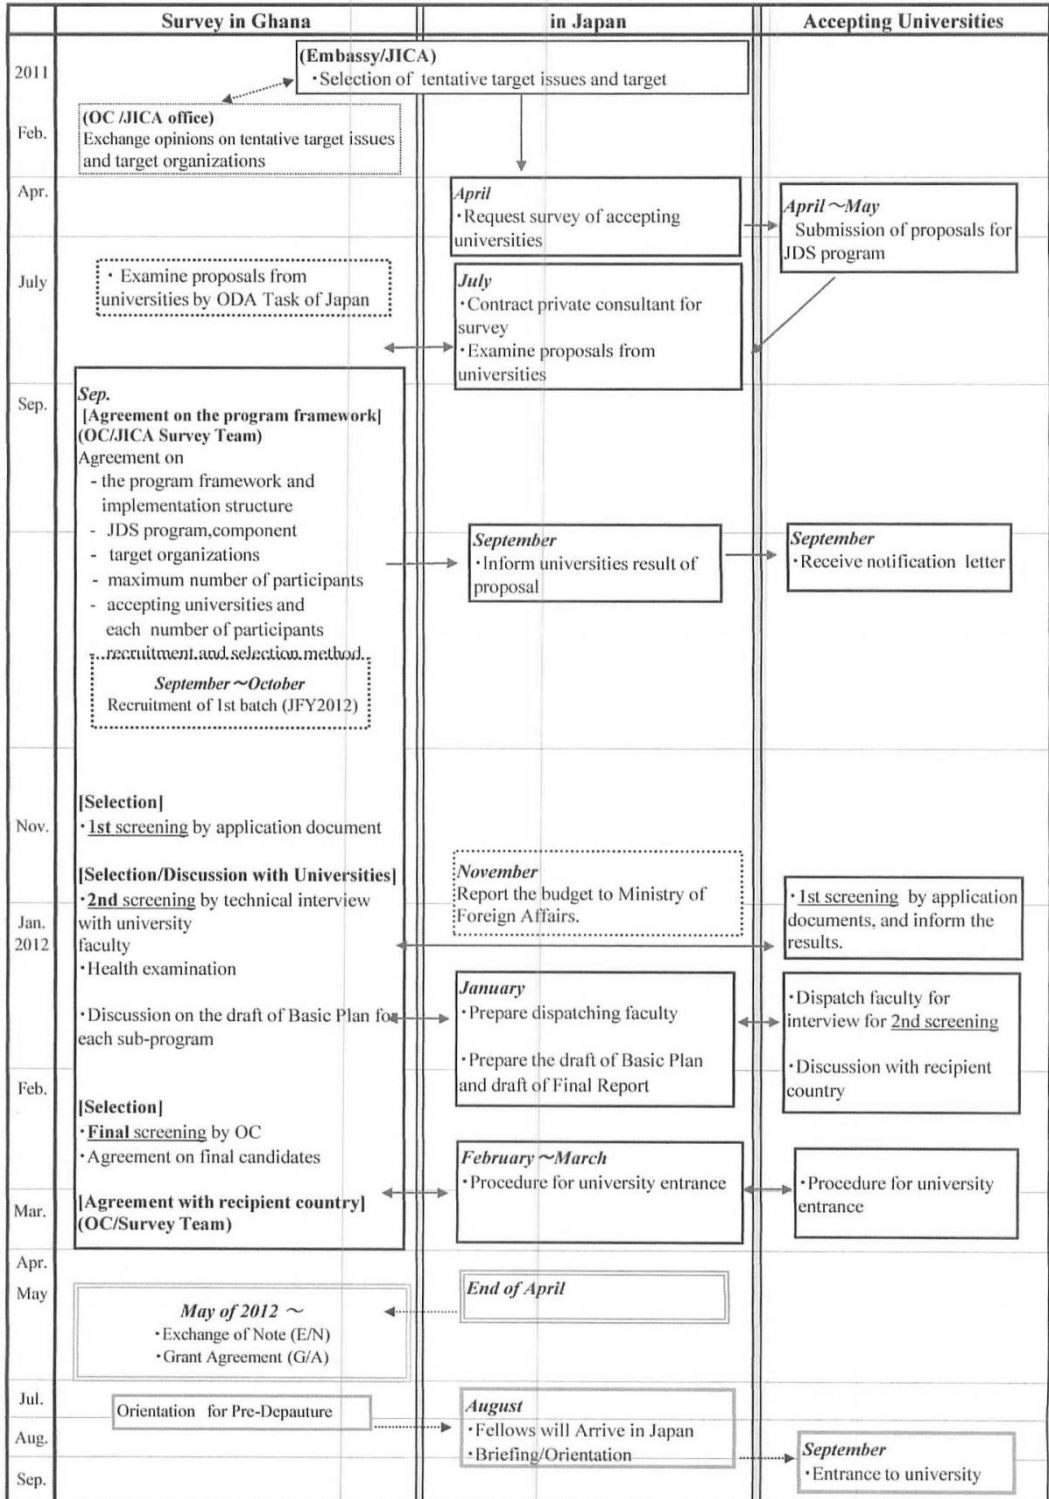 Survey in Ghana
in Japan
Accepting Universities
2011
(Embassy/JICA)
・Selection of tentative target issues and target
Feb.
(OC /JICA office)
Exchange opinions on tentative target issues
and target organizations
Apr.
April
・Request survey of accepting
universities
April～May
Submission of proposals for
JDS program
July
・Examine proposals from
universities by ODA Task of Japan
July
・Contract private consultant for
survey
・Examine proposals from
universities
Sep.
Sep.
[Agreement on the program framework]
(OC/JICA Survey Team)
Agreement on
- the program framework and
implementation structure
- JDS program,component
- target organizations
- maximum number of participants
- accepting universities and
each number of participants
- recruitment and selection method
September
・Inform universities result of
proposal
September
・Receive notification letter
September～October
Recruitment of 1st batch (JFY2012)
Nov.
[Selection]
・1st screening by application document
[Selection/Discussion with Universities]
・2nd screening by technical interview
with university
faculty
・Health examination
・Discussion on the draft of Basic Plan for
each sub-program
November
Report the budget to Ministry of
Foreign Affairs.
・1st screening by application
documents, and inform the
results.
Jan.
2012
January
・Prepare dispatching faculty
・Prepare the draft of Basic Plan
and draft of Final Report
・Dispatch faculty for
interview for 2nd screening
・Discussion with recipient
country
Feb.
[Selection]
・Final screening by OC
・Agreement on final candidates
[Agreement with recipient country]
(OC/Survey Team)
February～March
・Procedure for university entrance
・Procedure for university
entrance
Mar.
Apr.
May
End of April
May of 2012～
・Exchange of Note (E/N)
・Grant Agreement (G/A)
Jul.
Orientation for Pre-Depauture
August
・Fellows will Arrive in Japan
・Briefing/Orientation
Aug.
September
・Entrance to university
Sep.